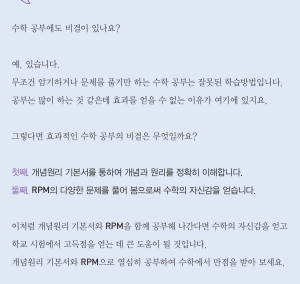 수학 공부에도 비결이 있나요?
예, 있습니다.
무조건 암기하거나 문제를 풀기만 하는 수학 공부는 잘못된 학습방법입니다.
공부는 많이 하는 것 같은데 효과를 얻을 수 없는 이유가 여기에 있지요.
그렇다면 효과적인 수학 공부의 비결은 무엇일까요?
첫째. 개념원리 기본서를 통하여 개념과 원리를 정확히 이해합니다.
둘째. RPM의 다양한 문제를 풀어 봄으로써 수학의 자신감을 얻습니다.
이처럼 개념원리 기본서와 RPM을 함께 공부해 나간다면 수학의 자신감을 얻고
학교 시험에서 고득점을 얻는 데 큰 도움이 될 것입니다.
개념원리 기본서와 RPM으로 열심히 공부하여 수학에서 만점을 받아 보세요.